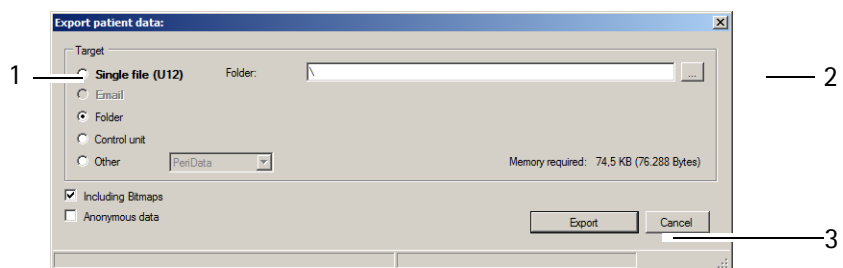 Export patient data:
Target
1
Single file (U12) Folder: \ ...
2
Email
Folder
Control unit
Other PeriData Memory required: 74,5 KB (76.288 Bytes)
Including Bitmaps
Anonymous data Export Cancel
3